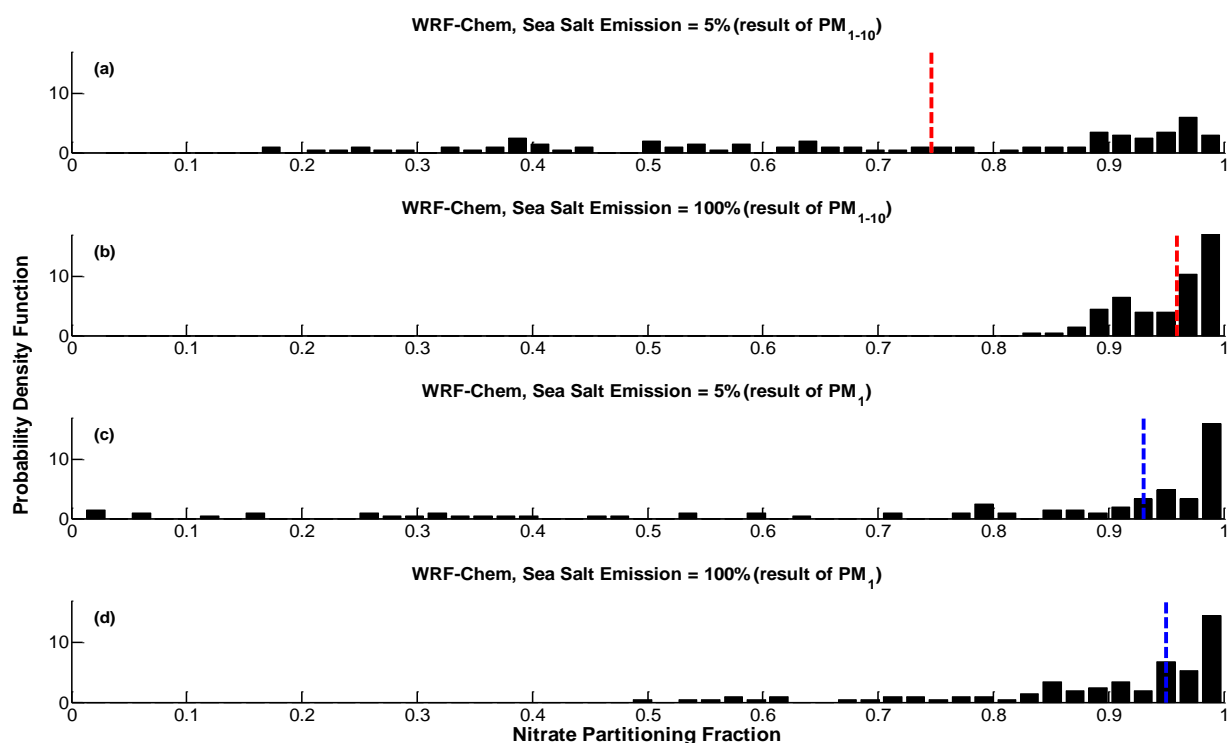 WRF-Chem, Sea Salt Emission = 5% (result of PM1-10)
(a)
10
0
0 0.1 0.2 0.3 0.4 0.5 0.6 0.7 0.8 0.9 1
WRF-Chem, Sea Salt Emission = 100% (result of PM1-10)
(b)
10
0
0 0.1 0.2 0.3 0.4 0.5 0.6 0.7 0.8 0.9 1
Probability Density Function
WRF-Chem, Sea Salt Emission = 5% (result of PM1)
(c)
10
0
0 0.1 0.2 0.3 0.4 0.5 0.6 0.7 0.8 0.9 1
WRF-Chem, Sea Salt Emission = 100% (result of PM1)
(d)
10
0
0 0.1 0.2 0.3 0.4 0.5 0.6 0.7 0.8 0.9 1
Nitrate Partitioning Fraction